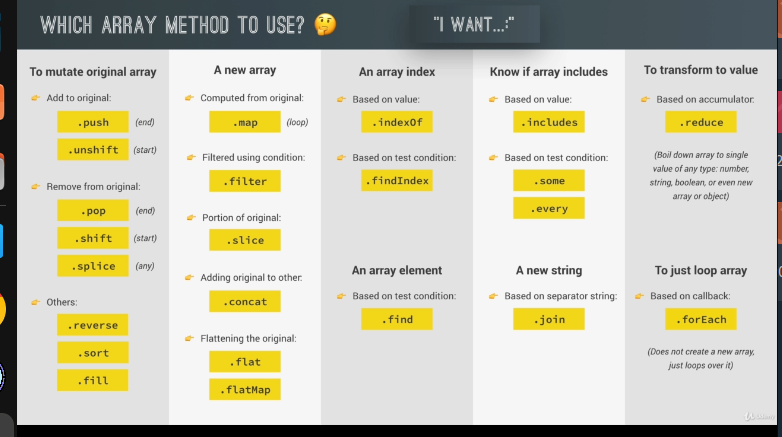 WHICH ARRAY METHOD TO USE? 🤔
"I WANT...:"
To mutate original array
👉 Add to original:
.push (end)
.unshift (start)
👉 Remove from original:
.pop (end)
.shift (start)
.splice (any)
👉 Others:
.reverse
.sort
.fill
A new array
👉 Computed from original:
.map (loop)
👉 Filtered using condition:
.filter
👉 Portion of original:
.slice
👉 Adding original to other:
.concat
👉 Flattening the original:
.flat
.flatMap
An array index
👉 Based on value:
.indexOf
👉 Based on test condition:
.findIndex
An array element
👉 Based on test condition:
.find
Know if array includes
👉 Based on value:
.includes
👉 Based on test condition:
.some
.every
A new string
👉 Based on separator string:
.join
To transform to value
👉 Based on accumulator:
.reduce
(Boil down array to single
value of any type: number,
string, boolean, or even new
array or object)
To just loop array
👉 Based on callback:
.forEach
(Does not create a new array,
just loops over it)